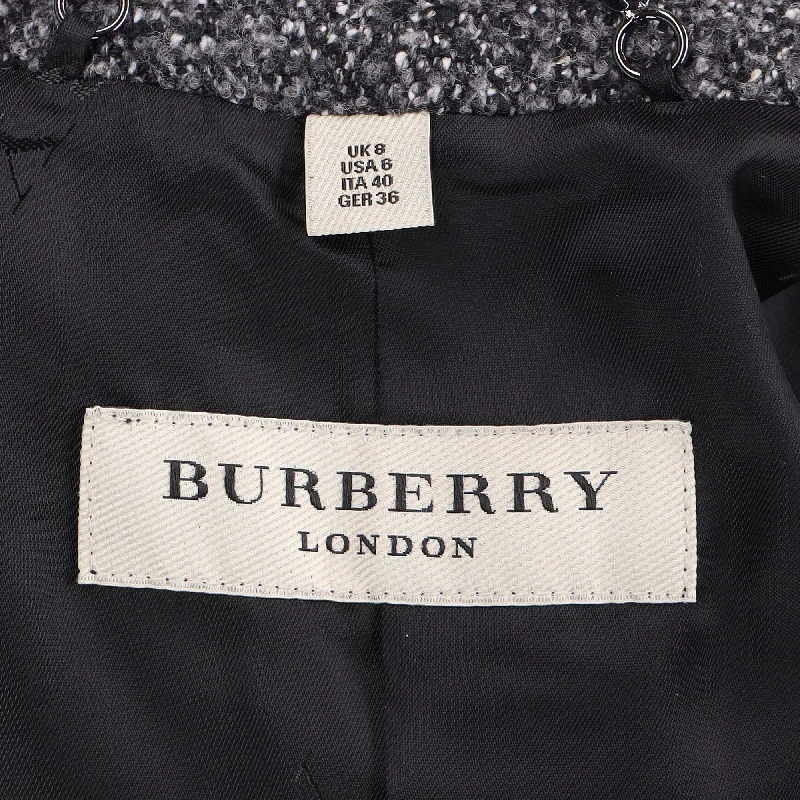 UK 8
USA 6
ITA 40
GER 36
BURBERRY
LONDON